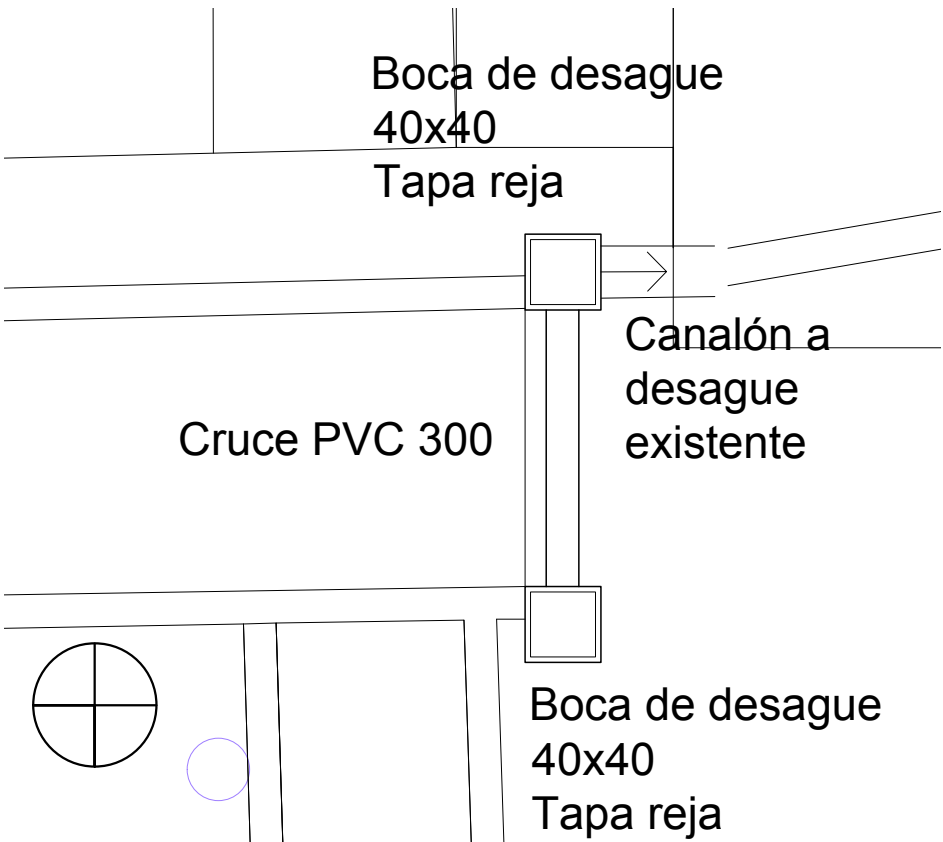 Boca de desague
40x40
Tapa reja
Canalón a
desague
existente
Cruce PVC 300
Boca de desague
40x40
Tapa reja